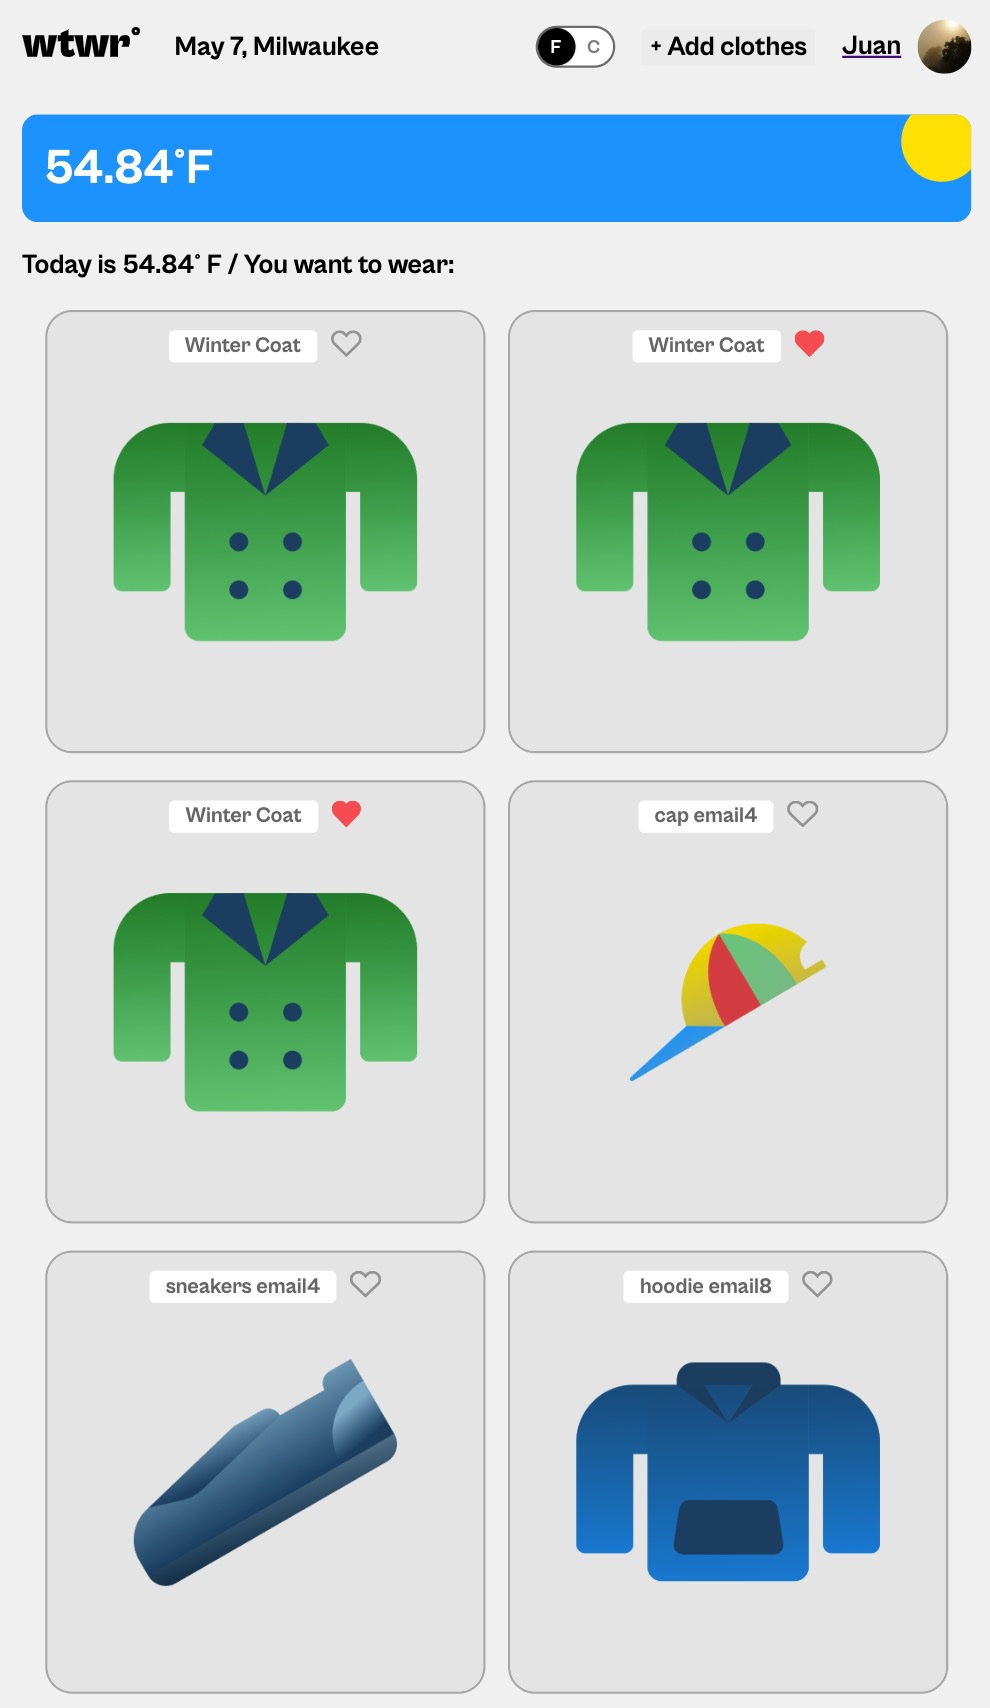 wtwr° May 7, Milwaukee F C + Add clothes Juan
54.84°F
Today is 54.84° F / You want to wear:
Winter Coat Winter Coat
Winter Coat cap email4
sneakers email4 hoodie email8